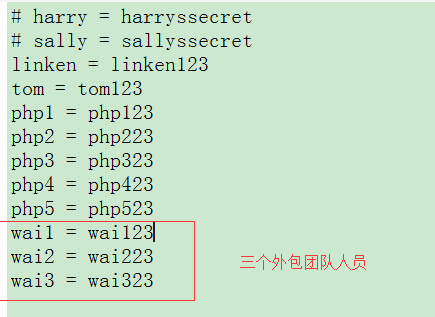 # harry = harryssecret
# sally = sallyssecret
linken = linken123
tom = tom123
php1 = php123
php2 = php223
php3 = php323
php4 = php423
php5 = php523
wai1 = wai123
wai2 = wai223
三个外包团队人员
wai3 = wai323